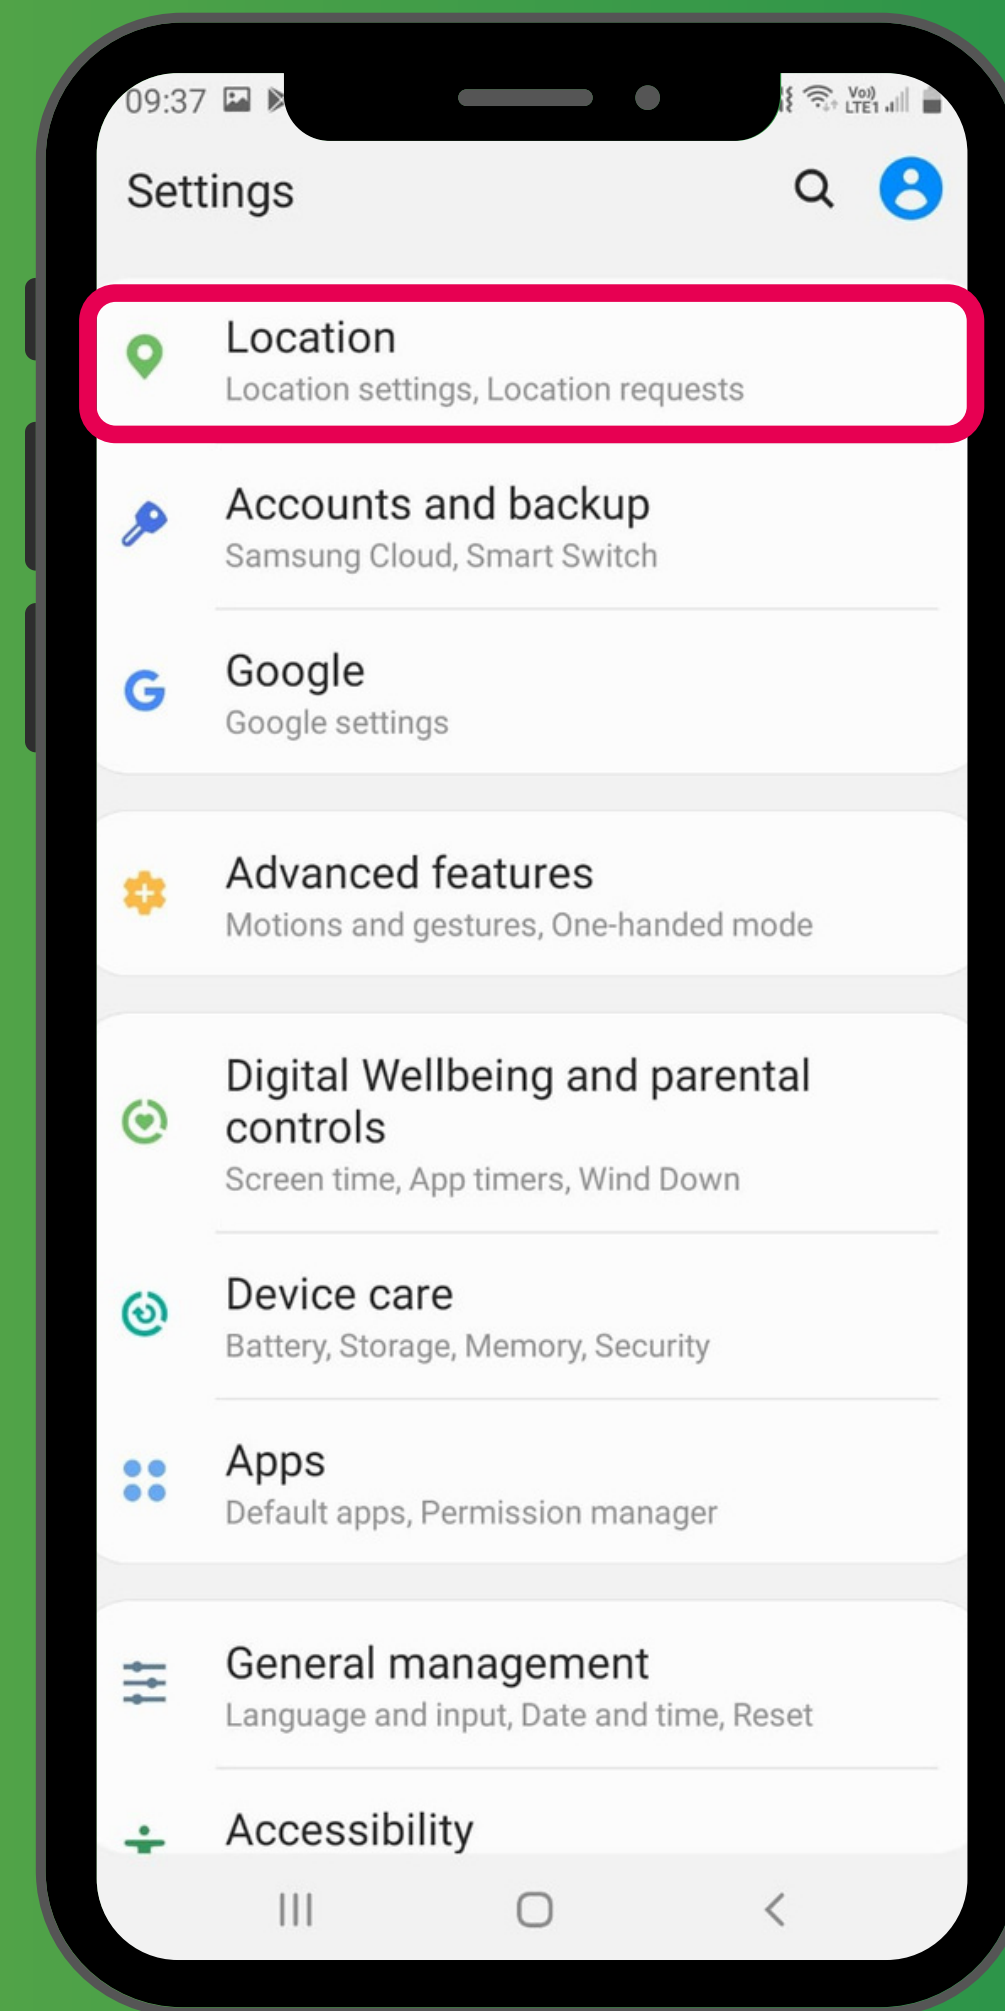 09:37
Vo))
LTE1
Settings
Location
Location settings, Location requests
Accounts and backup
Samsung Cloud, Smart Switch
Google
Google settings
Advanced features
Motions and gestures, One-handed mode
Digital Wellbeing and parental
controls
Screen time, App timers, Wind Down
Device care
Battery, Storage, Memory, Security
Apps
Default apps, Permission manager
General management
Language and input, Date and time, Reset
Accessibility